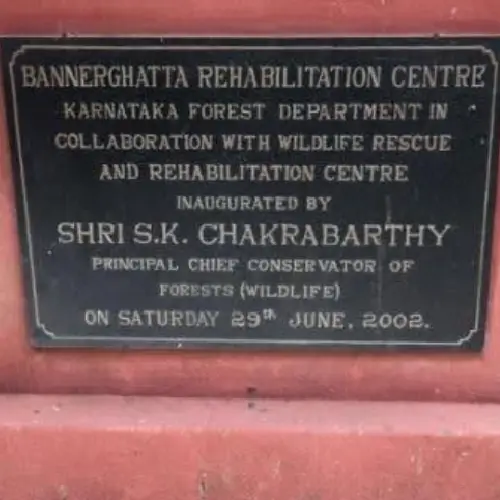 BANNERGHATTA REHABILITATION CENTRE
KARNATAKA FOREST DEPARTMENT IN
COLLABORATION WITH WILDLIFE RESCUE
AND REHABILITATION CENTRE
INAUGURATED BY
SHRI S.K. CHAKRABARTHY
PRINCIPAL CHIEF CONSERVATOR OF
FORESTS (WILDLIFE)
ON SATURDAY 29th JUNE, 2002.